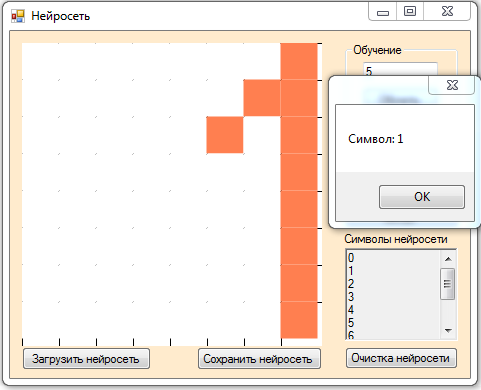 Нейросеть
Обучение
5
Символ: 1
OK
Символы нейросети
0
1
2
3
4
5
6
Загрузить нейросеть
Сохранить нейросеть
Очистка нейросети